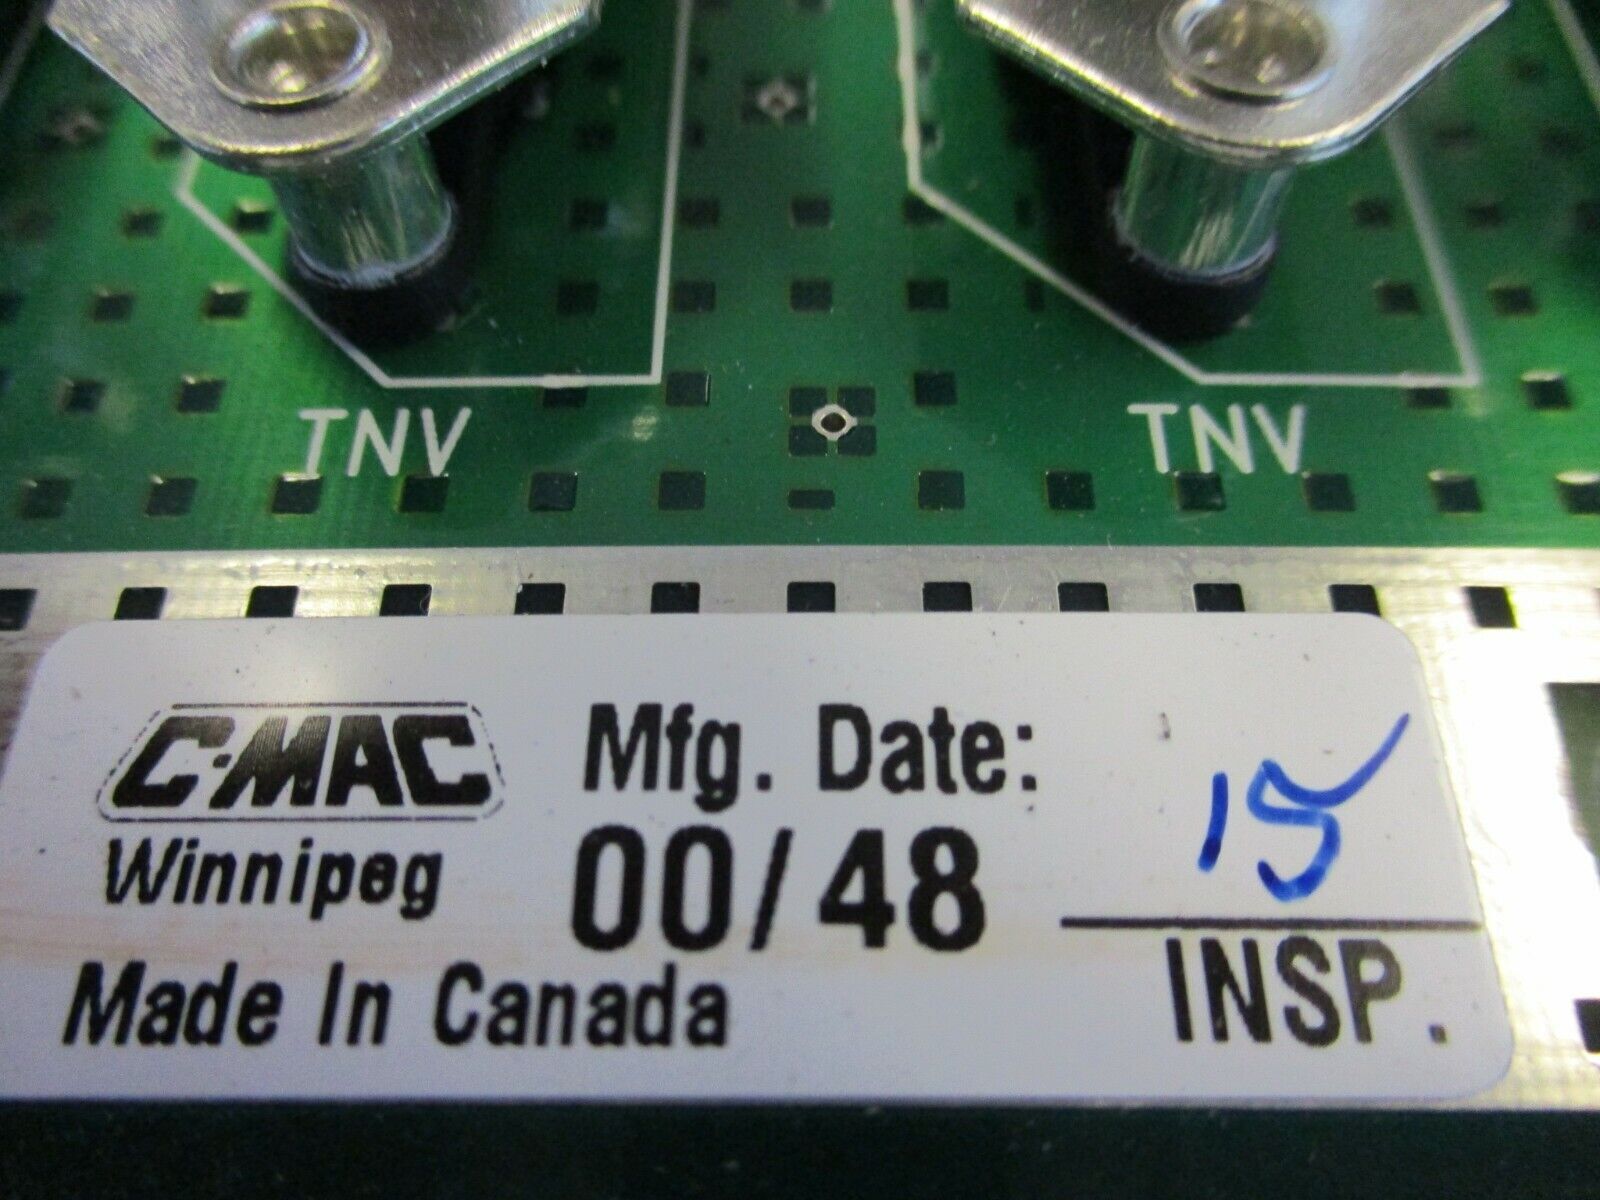 TNV TNV
C·MAC
Winnipeg
Made In Canada
Mfg. Date:
00/48
15
INSP.